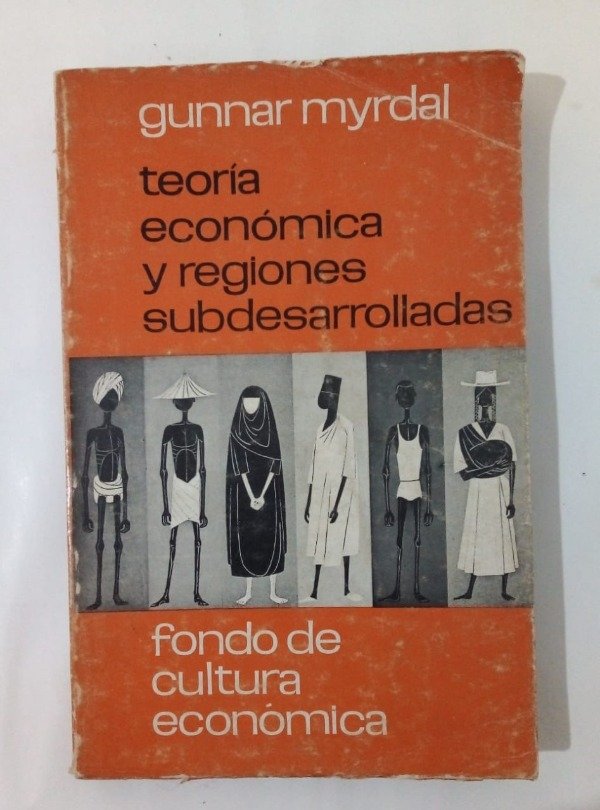 gunnar myrdal
teoría
económica
y regiones
subdesarrolladas
fondo de
cultura
económica